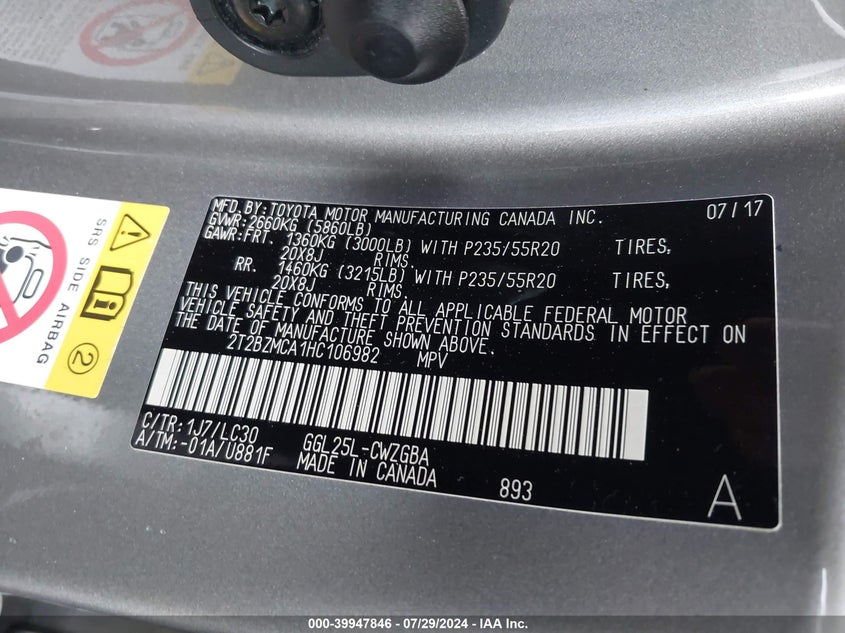 MFD. BY: TOYOTA MOTOR MANUFACTURING CANADA INC. 07/17
GVWR: 2660KG (5860LB)
GAWR: FRT. 1360KG (3000LB) WITH P235/55R20 TIRES,
20X8J RIMS.
RR. 1460KG (3215LB) WITH P235/55R20 TIRES,
20X8J RIMS.
THIS VEHICLE CONFORMS TO ALL APPLICABLE FEDERAL MOTOR
VEHICLE SAFETY AND THEFT PREVENTION STANDARDS IN EFFECT ON
THE DATE OF MANUFACTURE SHOWN ABOVE.
2T2BZMCA1HC106982 MPV
C/TR: 1J7/LC30 GGL25L-CWZGBA
A/TM: -01A/U881F MADE IN CANADA 893
A
SRS SIDE AIRBAG
2
000-39947846 - 07/29/2024 - IAA Inc.